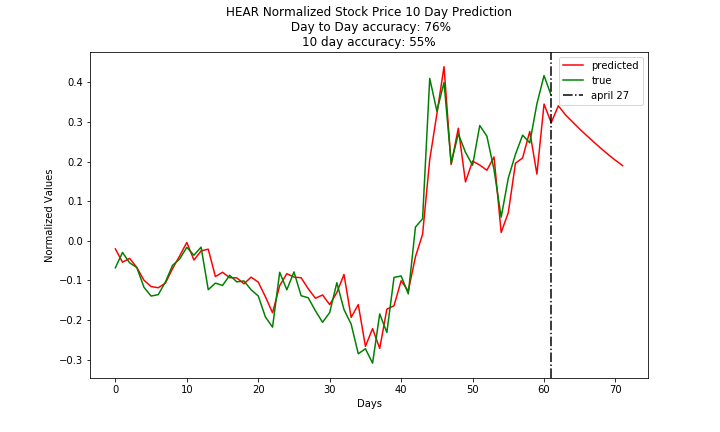 HEAR Normalized Stock Price 10 Day Prediction
Day to Day accuracy: 76%
10 day accuracy: 55%
predicted
true
april 27
0.4
0.3
0.2
0.1
0.0
−0.1
−0.2
−0.3
Normalized Values
0 10 20 30 40 50 60 70
Days